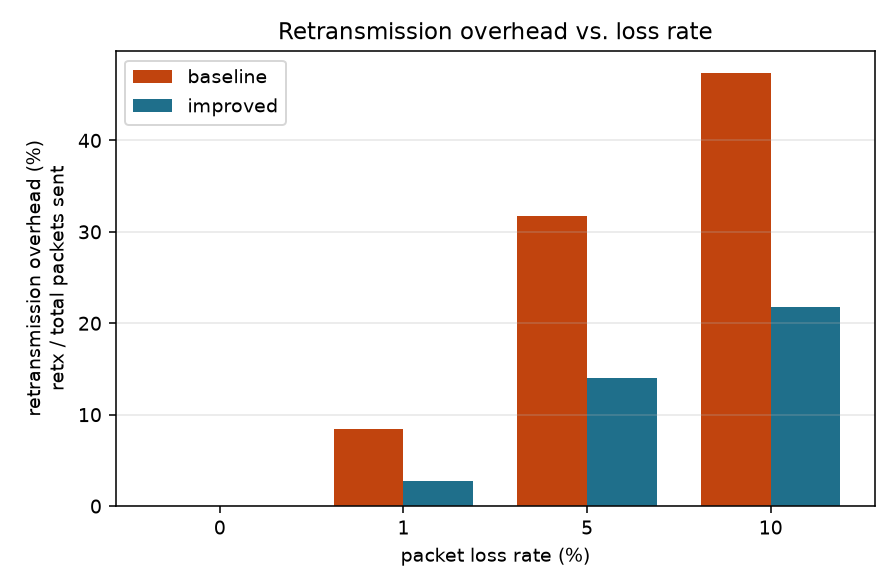 Retransmission overhead vs. loss rate
baseline
improved
retransmission overhead (%)
retx / total packets sent
40
30
20
10
0
0 1 5 10
packet loss rate (%)